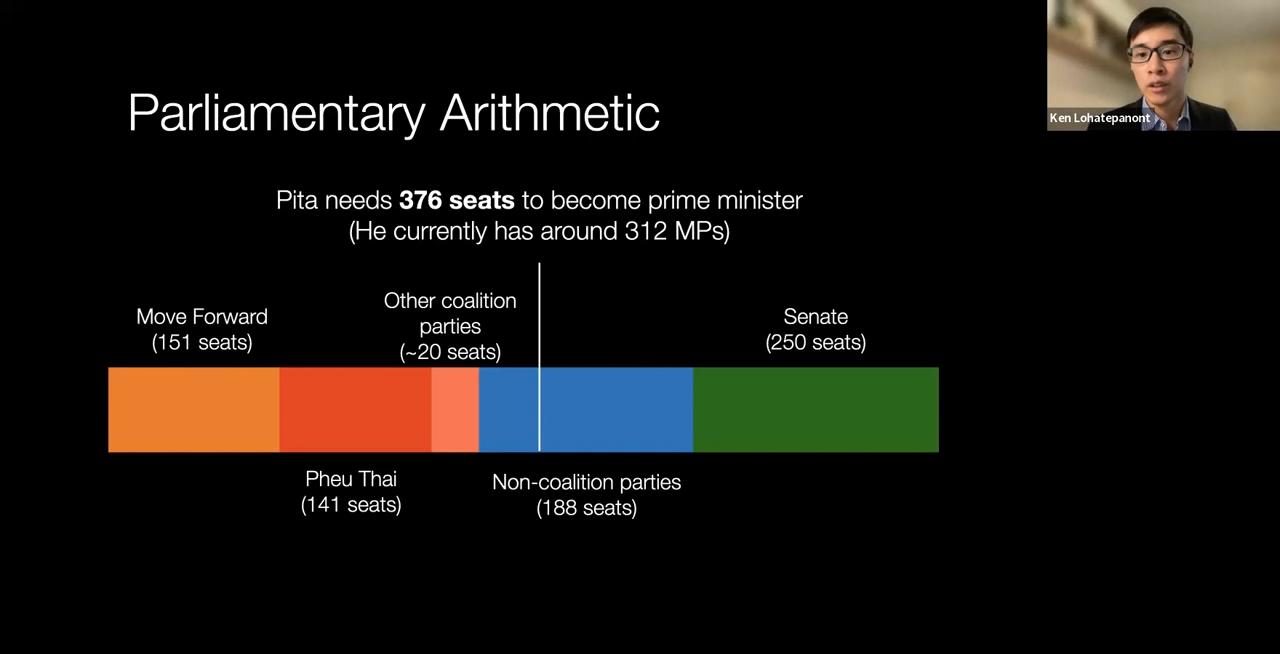 Parliamentary Arithmetic
Ken Lohatepanont
Pita needs 376 seats to become prime minister
(He currently has around 312 MPs)
Move Forward
(151 seats)
Other coalition
parties
(~20 seats)
Senate
(250 seats)
Pheu Thai
(141 seats)
Non-coalition parties
(188 seats)